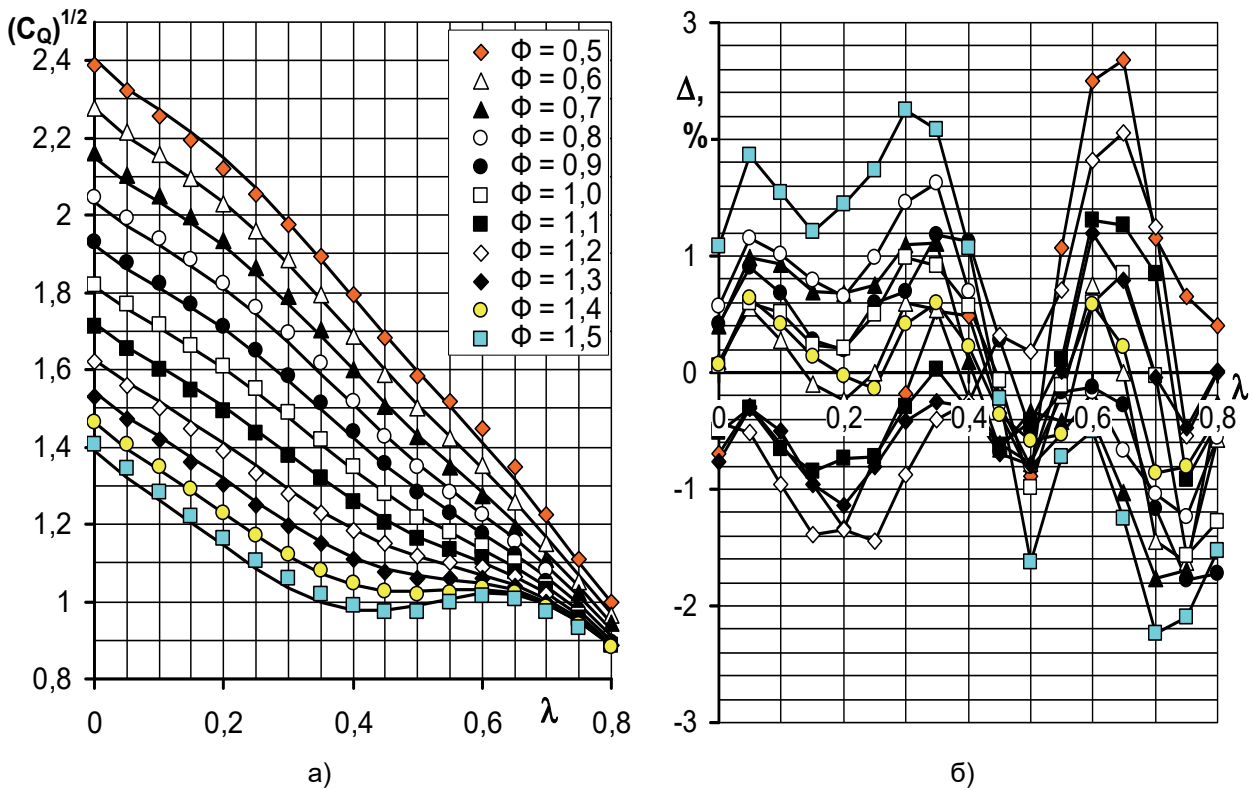 (C_Q)^1/2
2,4
2,2
2
1,8
1,6
1,4
1,2
1
0,8
0
0,2
0,4
0,6
0,8
λ
Φ = 0,5
Φ = 0,6
Φ = 0,7
Φ = 0,8
Φ = 0,9
Φ = 1,0
Φ = 1,1
Φ = 1,2
Φ = 1,3
Φ = 1,4
Φ = 1,5
а)
3
Δ,
%
1
0
-1
-2
-3
0
0,2
0,4
0,6
0,8
λ
б)